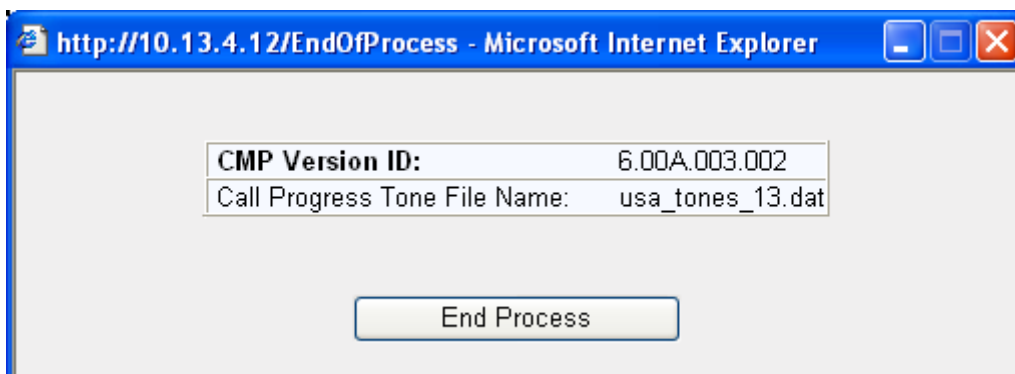 http://10.13.4.12/EndOfProcess - Microsoft Internet Explorer
CMP Version ID: 6.00A.003.002
Call Progress Tone File Name: usa_tones_13.dat
End Process